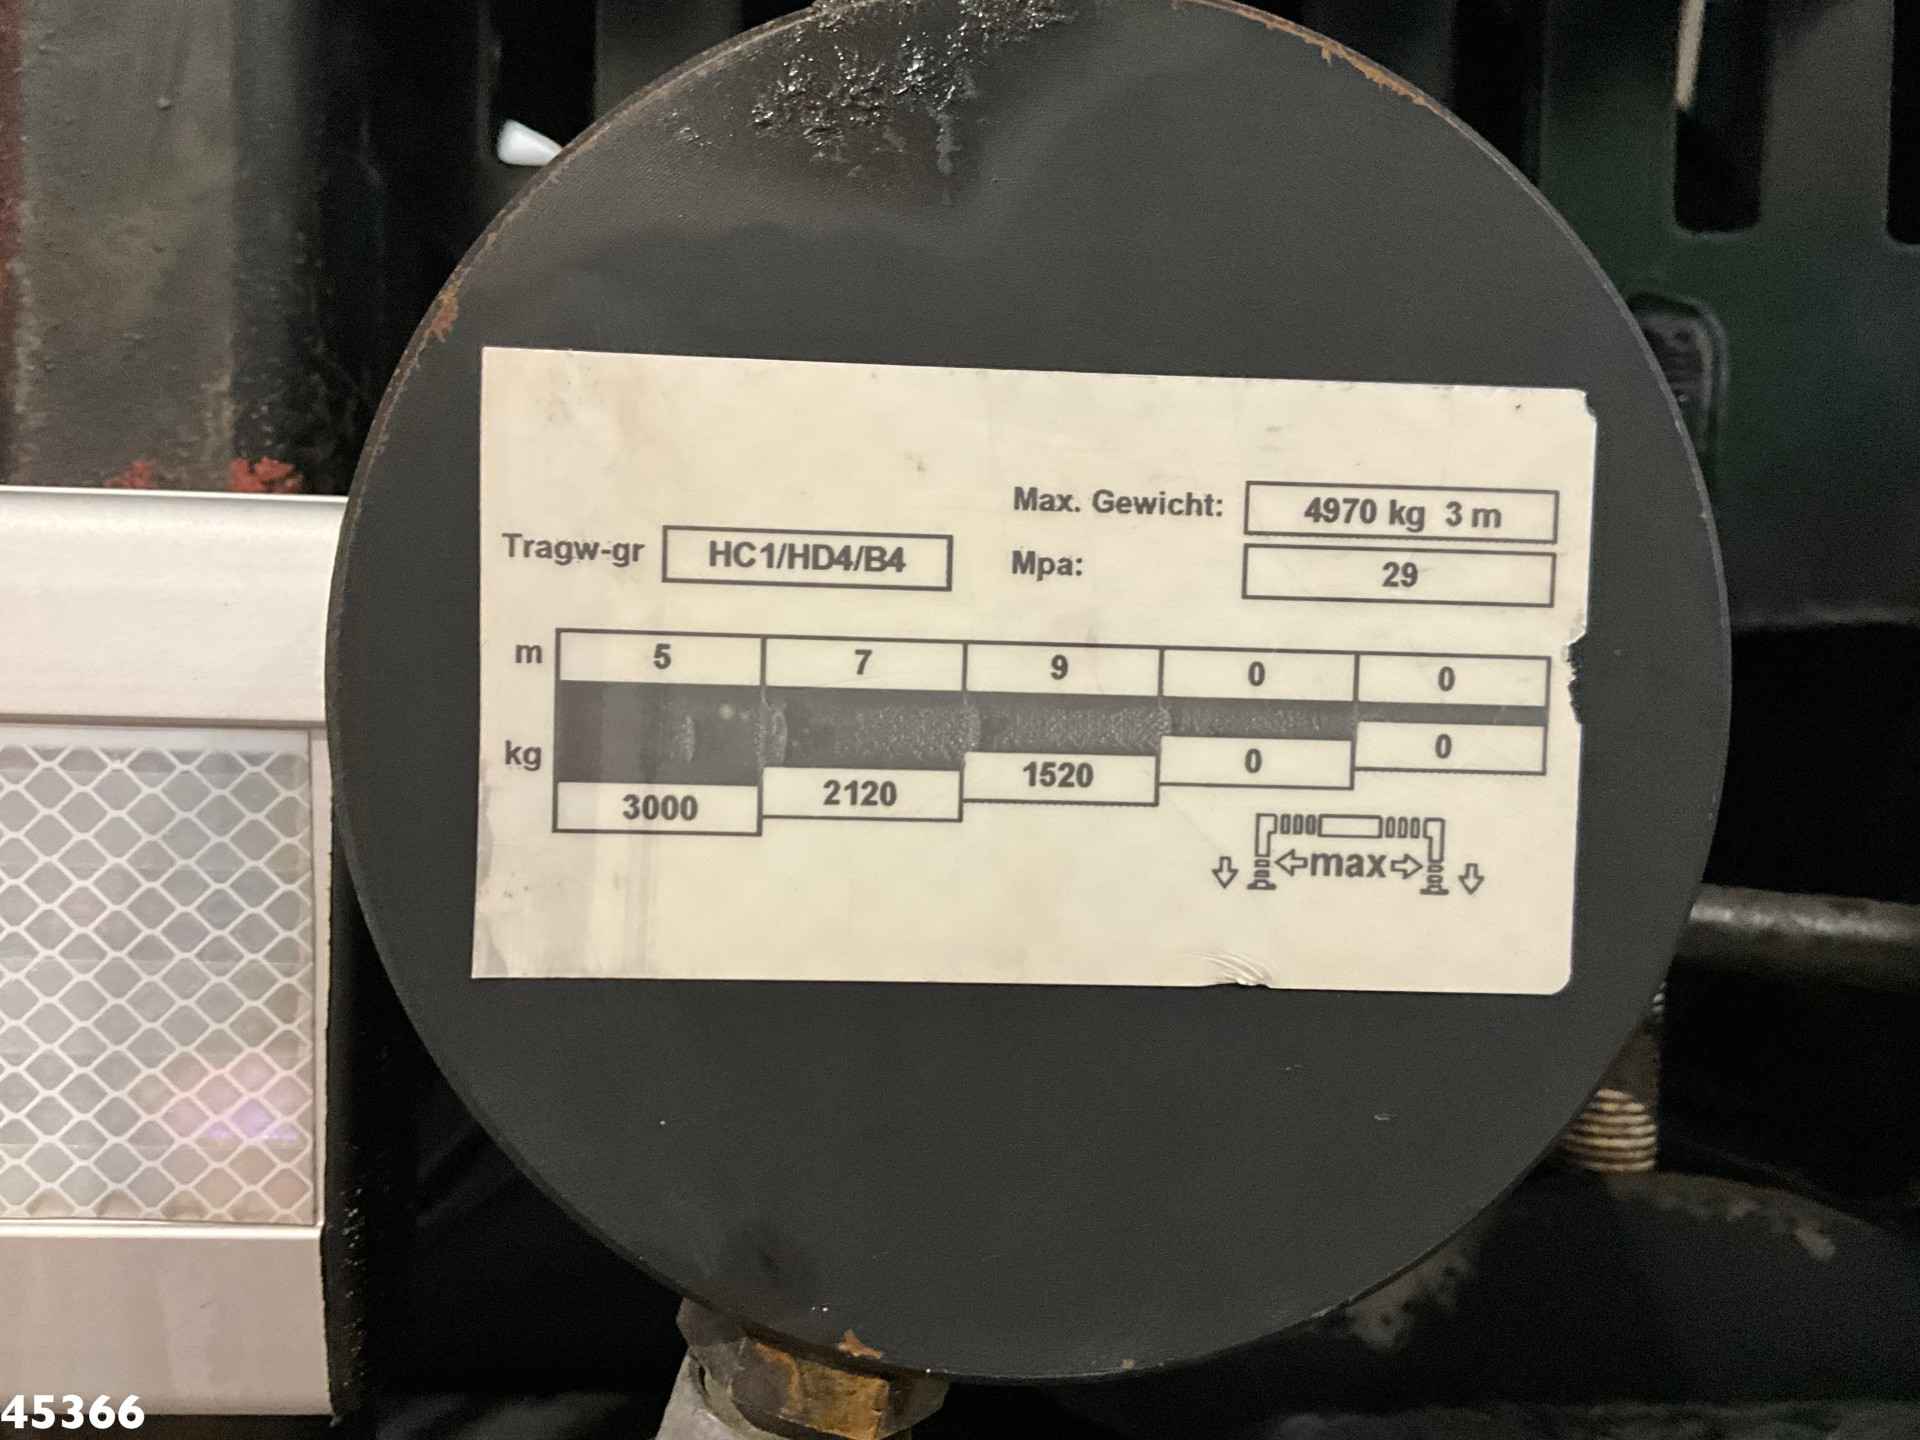 Max. Gewicht: 4970 kg 3 m
Tragw-gr HC1/HD4/B4 Mpa: 29
m 5 7 9 0 0
kg 3000 2120 1520 0 0
max
45366